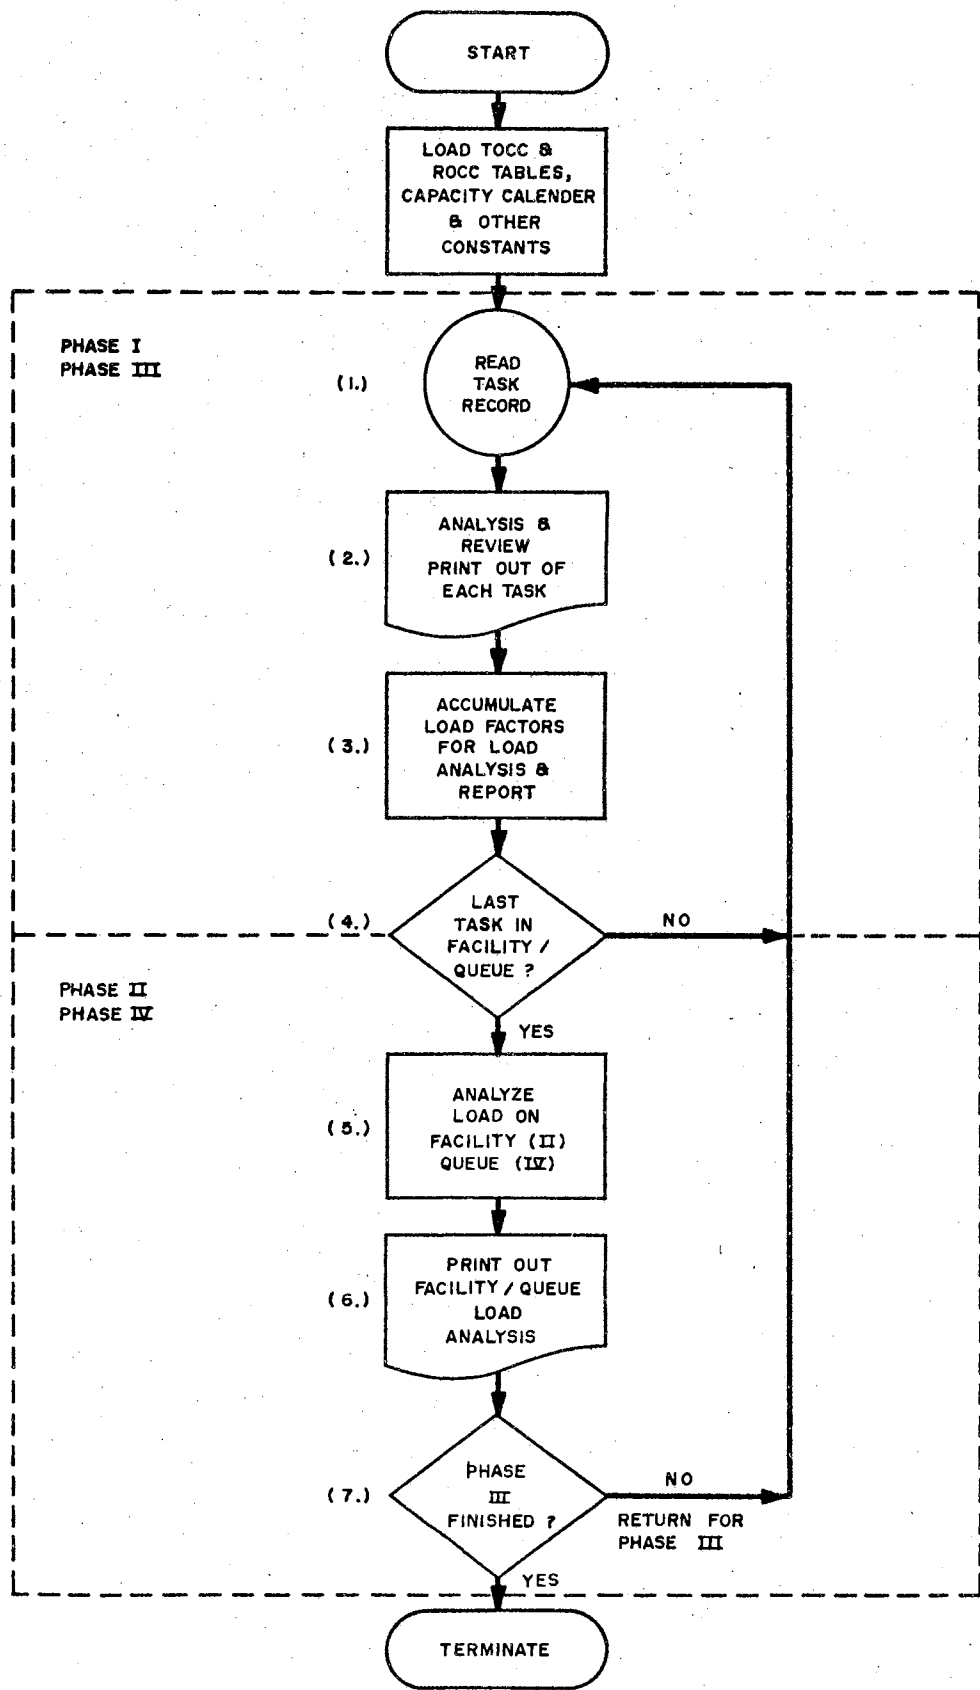 START
LOAD TOCC &
ROCC TABLES,
CAPACITY CALENDER
& OTHER
CONSTANTS
PHASE I
PHASE III
(1.)
READ
TASK
RECORD
(2.)
ANALYSIS &
REVIEW
PRINT OUT OF
EACH TASK
(3.)
ACCUMULATE
LOAD FACTORS
FOR LOAD
ANALYSIS &
REPORT
(4.)
LAST
TASK IN
FACILITY /
QUEUE ?
NO
YES
PHASE II
PHASE IV
(5.)
ANALYZE
LOAD ON
FACILITY (II)
QUEUE (IV)
(6.)
PRINT OUT
FACILITY / QUEUE
LOAD
ANALYSIS
(7.)
PHASE
III
FINISHED ?
NO
RETURN FOR
PHASE III
YES
TERMINATE